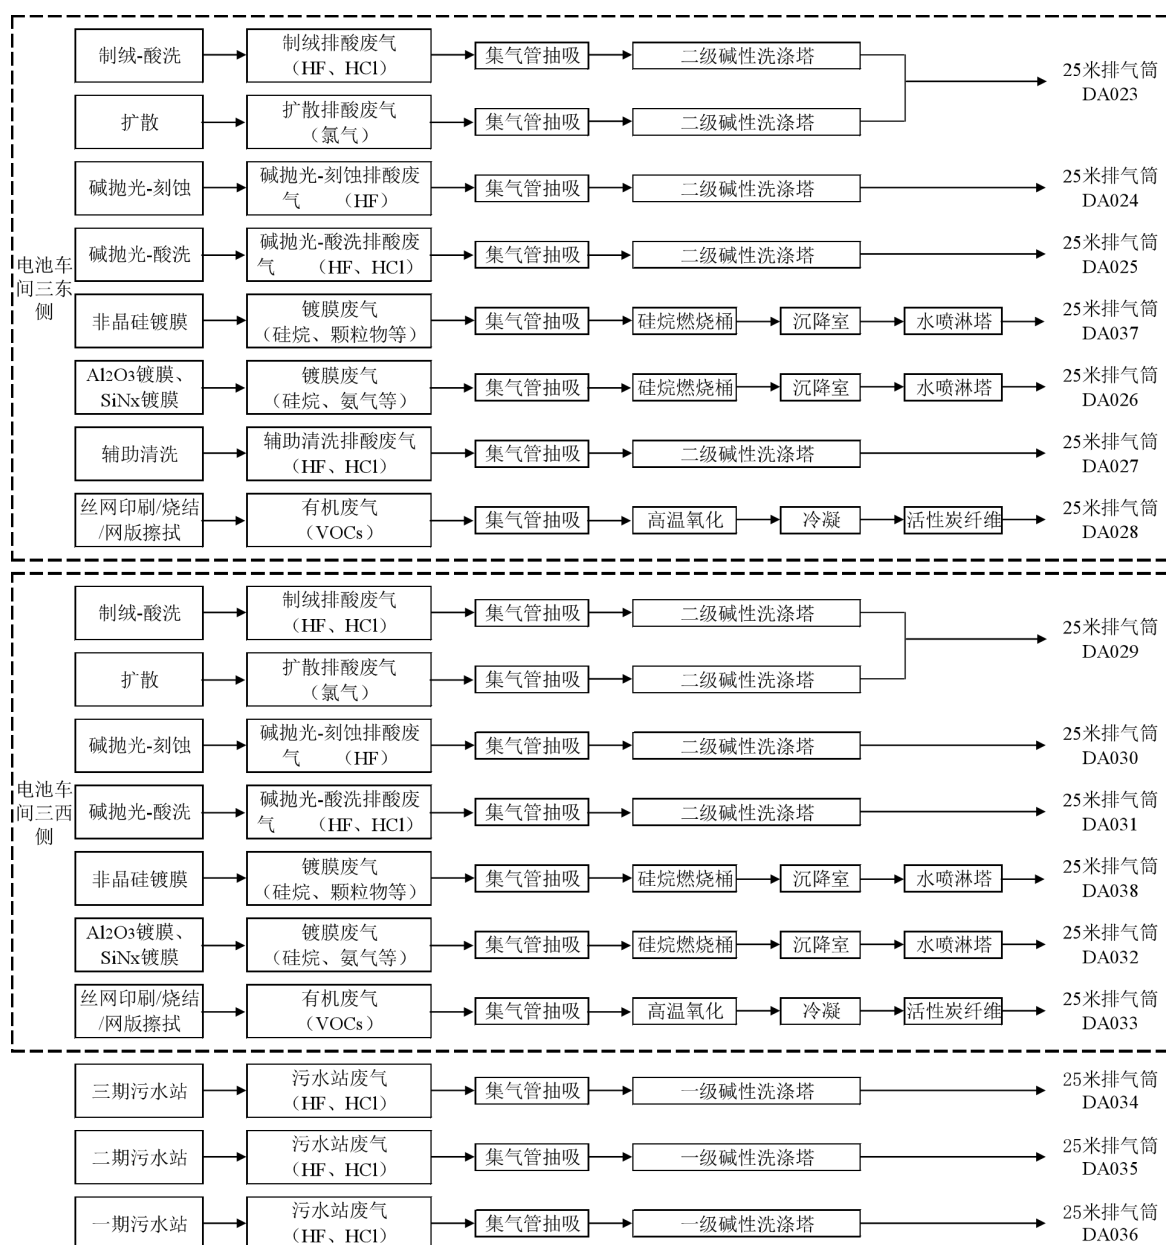 电池车
间三东
侧
制绒-酸洗
制绒排酸废气
（HF、HCl）
集气管抽吸
二级碱性洗涤塔
扩散
扩散排酸废气
（氯气）
集气管抽吸
二级碱性洗涤塔
25米排气筒
DA023
碱抛光-刻蚀
碱抛光-刻蚀排酸废
气 （HF）
集气管抽吸
二级碱性洗涤塔
25米排气筒
DA024
碱抛光-酸洗
碱抛光-酸洗排酸废
气 （HF、HCl）
集气管抽吸
二级碱性洗涤塔
25米排气筒
DA025
非晶硅镀膜
镀膜废气
（硅烷、颗粒物等）
集气管抽吸
硅烷燃烧桶
沉降室
水喷淋塔
25米排气筒
DA037
Al2O3镀膜、
SiNx镀膜
镀膜废气
（硅烷、氨气等）
集气管抽吸
硅烷燃烧桶
沉降室
水喷淋塔
25米排气筒
DA026
辅助清洗
辅助清洗排酸废气
（HF、HCl）
集气管抽吸
二级碱性洗涤塔
25米排气筒
DA027
丝网印刷/烧结
/网版擦拭
有机废气
（VOCs）
集气管抽吸
高温氧化
冷凝
活性炭纤维
25米排气筒
DA028
电池车
间三西
侧
制绒-酸洗
制绒排酸废气
（HF、HCl）
集气管抽吸
二级碱性洗涤塔
扩散
扩散排酸废气
（氯气）
集气管抽吸
二级碱性洗涤塔
25米排气筒
DA029
碱抛光-刻蚀
碱抛光-刻蚀排酸废
气 （HF）
集气管抽吸
二级碱性洗涤塔
25米排气筒
DA030
碱抛光-酸洗
碱抛光-酸洗排酸废
气 （HF、HCl）
集气管抽吸
二级碱性洗涤塔
25米排气筒
DA031
非晶硅镀膜
镀膜废气
（硅烷、颗粒物等）
集气管抽吸
硅烷燃烧桶
沉降室
水喷淋塔
25米排气筒
DA038
Al2O3镀膜、
SiNx镀膜
镀膜废气
（硅烷、氨气等）
集气管抽吸
硅烷燃烧桶
沉降室
水喷淋塔
25米排气筒
DA032
丝网印刷/烧结
/网版擦拭
有机废气
（VOCs）
集气管抽吸
高温氧化
冷凝
活性炭纤维
25米排气筒
DA033
三期污水站
污水站废气
（HF、HCl）
集气管抽吸
一级碱性洗涤塔
25米排气筒
DA034
二期污水站
污水站废气
（HF、HCl）
集气管抽吸
一级碱性洗涤塔
25米排气筒
DA035
一期污水站
污水站废气
（HF、HCl）
集气管抽吸
一级碱性洗涤塔
25米排气筒
DA036